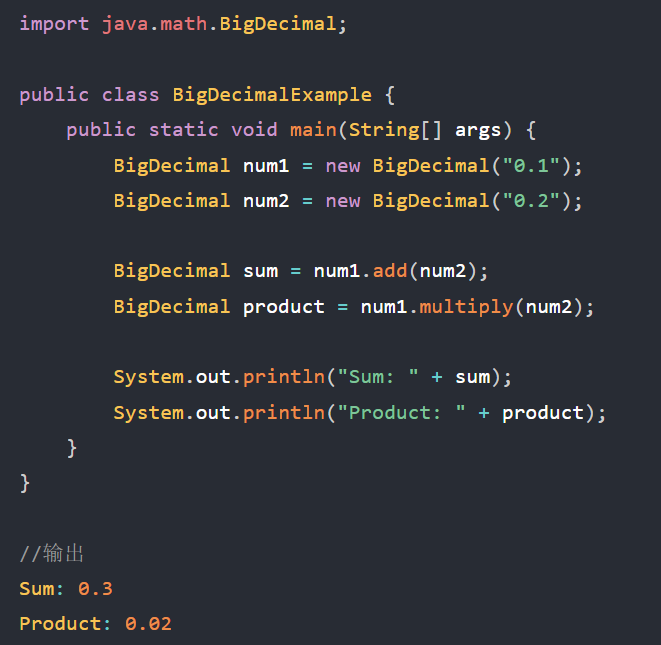 import java.math.BigDecimal;
public class BigDecimalExample {
    public static void main(String[] args) {
        BigDecimal num1 = new BigDecimal("0.1");
        BigDecimal num2 = new BigDecimal("0.2");
        BigDecimal sum = num1.add(num2);
        BigDecimal product = num1.multiply(num2);
        System.out.println("Sum: " + sum);
        System.out.println("Product: " + product);
    }
}
//输出
Sum: 0.3
Product: 0.02